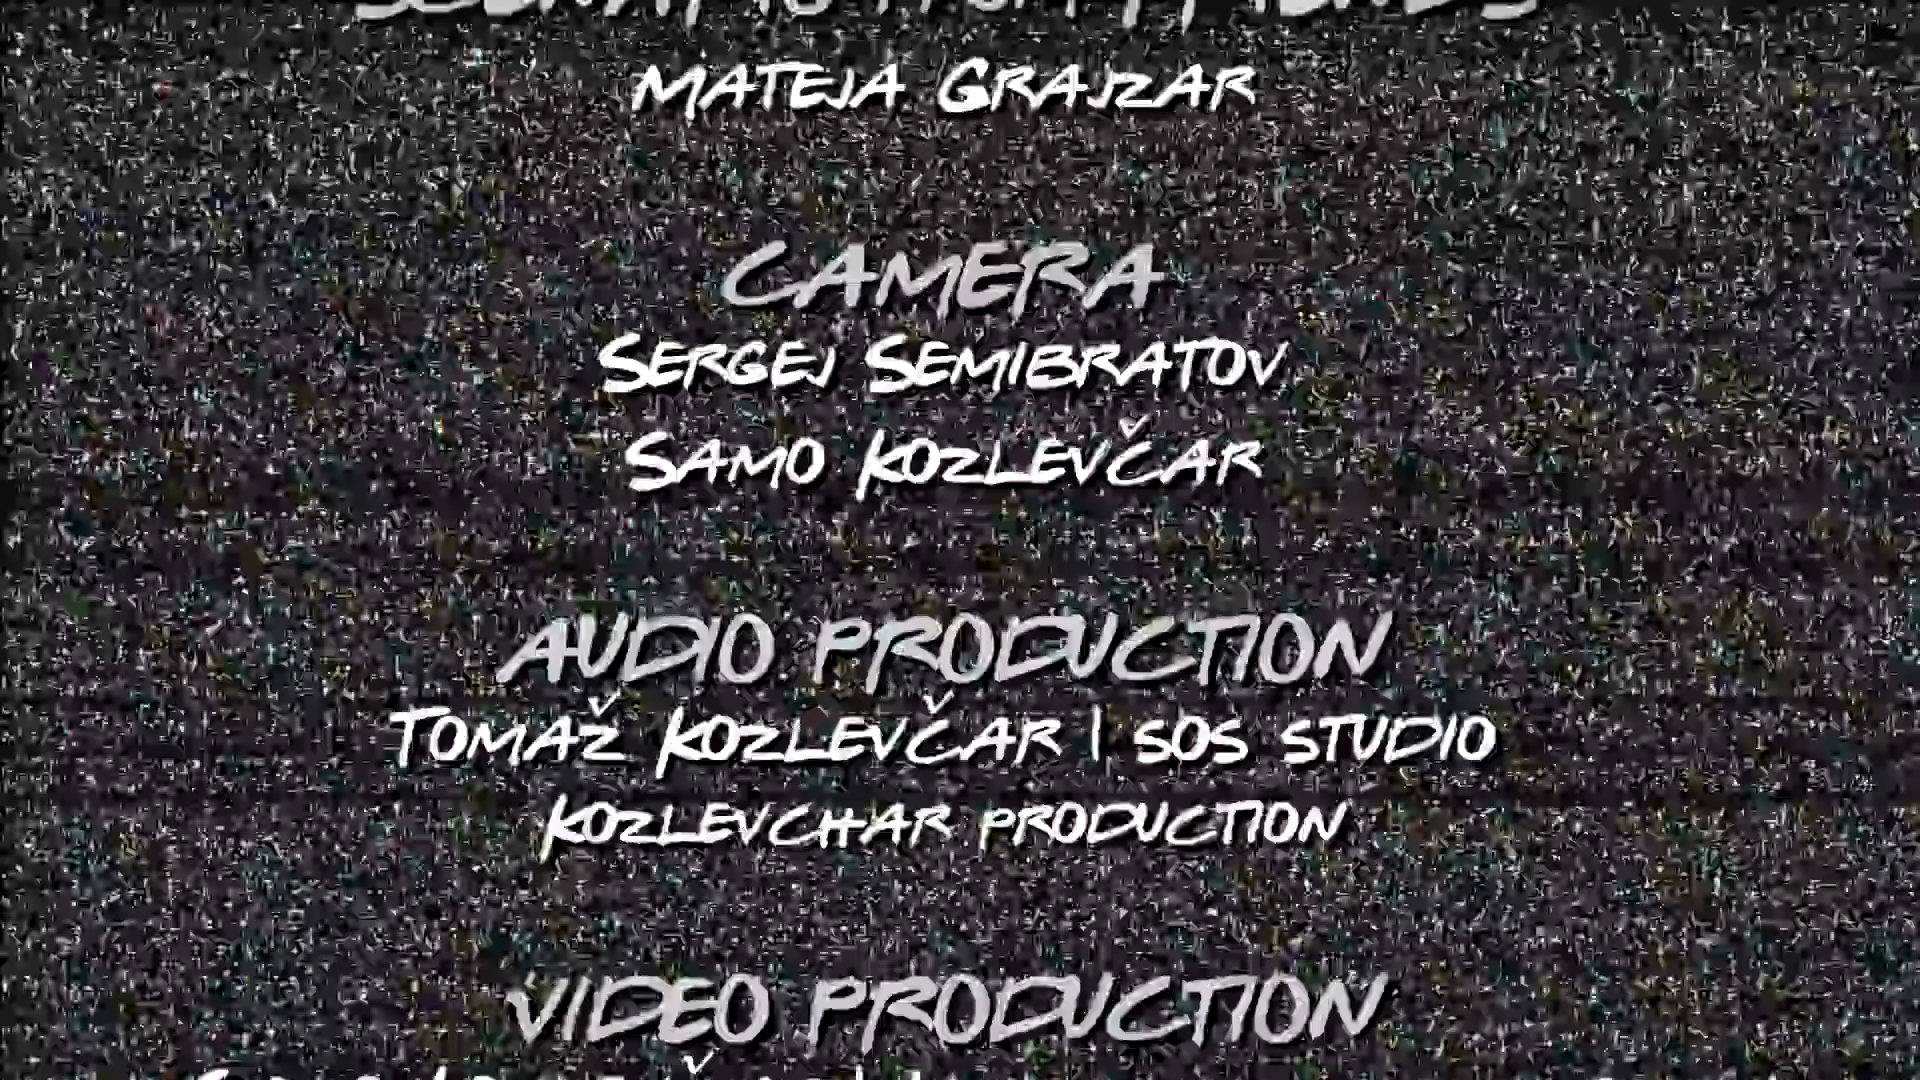 Mateja Grajzar
CAMERA
Sergej Semibratov
Samo Kozlevčar
AUDIO PRODUCTION
Tomaž Kozlevčar | SOS STUDIO
Kozlevchar production
VIDEO PRODUCTION